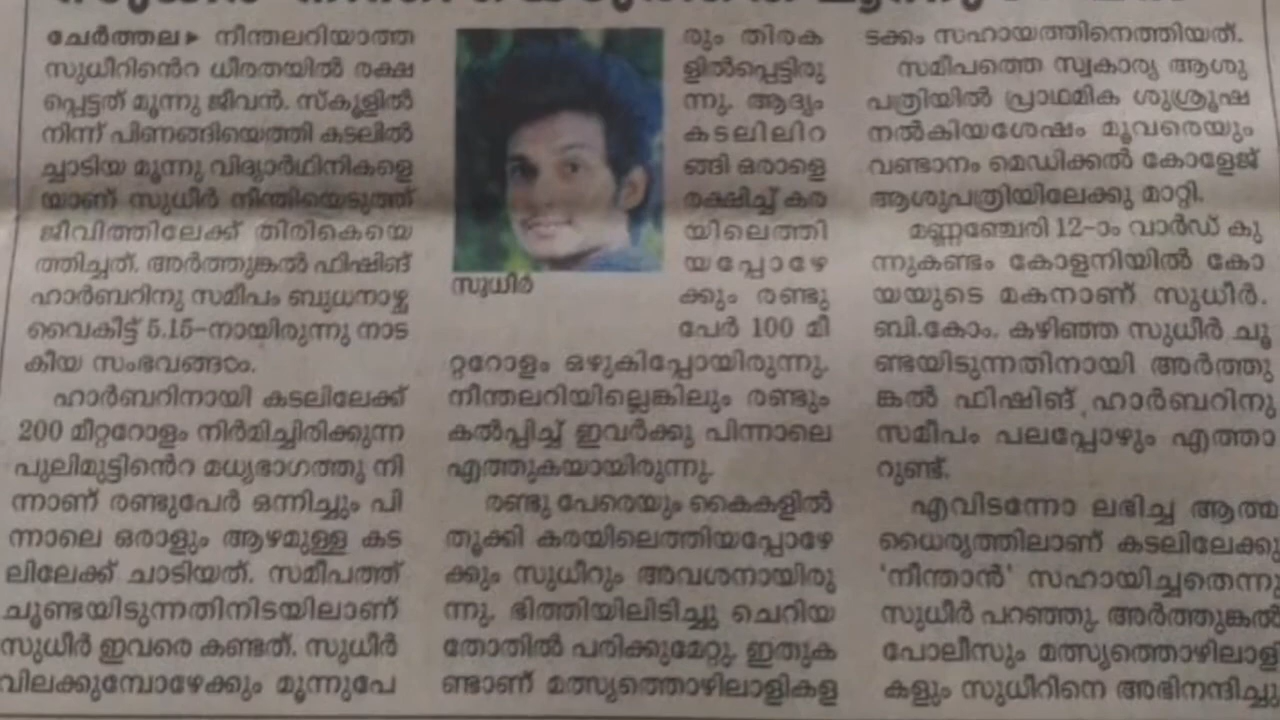 ചേർത്തല ▸ നീന്തലറിയാത്ത
സുധീറിൻെറ ധീരതയിൽ രക്ഷ
പ്പെട്ടത് മൂന്നു ജീവൻ. സ്കൂളിൽ
നിന്ന് പിണങ്ങിയെത്തി കടലിൽ
ച്ചാടിയ മൂന്നു വിദ്യാർഥിനികളെ
യാണ് സുധീർ നീന്തിയെടുത്ത്
ജീവിത്തിലേക്ക് തിരികെയെ
ത്തിച്ചത്. അർത്തുങ്കൽ ഫിഷിങ്
ഹാർബറിനു സമീപം ബുധനാഴ്ച
വൈകീട്ട് 5.15-നായിരുന്നു നാട
കീയ സംഭവങ്ങൾ.
ഹാർബറിനായി കടലിലേക്ക്
200 മീറ്ററോളം നിർമിച്ചിരിക്കുന്ന
പുലിമുട്ടിൻെറ മധ്യഭാഗത്തു നി
ന്നാണ് രണ്ടുപേർ ഒന്നിച്ചും പി
ന്നാലെ ഒരാളും ആഴമുള്ള കട
ലിലേക്ക് ചാടിയത്. സമീപത്ത്
ചൂണ്ടയിടുന്നതിനിടയിലാണ്
സുധീർ ഇവരെ കണ്ടത്. സുധീർ
വിലക്കുമ്പോഴേക്കും മൂന്നുപേ
സുധീർ
രും തിരക
ളിൽപ്പെട്ടിരു
ന്നു. ആദ്യം
കടലിലിറ
ങ്ങി ഒരാളെ
രക്ഷിച്ച് കര
യിലെത്തി
യപ്പോഴേ
ക്കും രണ്ടു
പേർ 100 മീ
റ്ററോളം ഒഴുകിപ്പോയിരുന്നു.
നീന്തലറിയില്ലെങ്കിലും രണ്ടും
കൽപ്പിച്ച് ഇവർക്കു പിന്നാലെ
എത്തുകയായിരുന്നു.
രണ്ടു പേരെയും കൈകളിൽ
തൂക്കി കരയിലെത്തിയപ്പോഴേ
ക്കും സുധീറും അവശനായിരു
ന്നു. ഭിത്തിയിലിടിച്ചു ചെറിയ
തോതിൽ പരിക്കുമേറ്റു. ഇതുക
ണ്ടാണ് മത്സ്യത്തൊഴിലാളികള
ടക്കം സഹായത്തിനെത്തിയത്.
സമീപത്തെ സ്വകാര്യ ആശു
പത്രിയിൽ പ്രാഥമിക ശുശ്രൂഷ
നൽകിയശേഷം മൂവരെയും
വണ്ടാനം മെഡിക്കൽ കോളേജ്
ആശുപത്രിയിലേക്കു മാറ്റി.
മണ്ണഞ്ചേരി 12-ാം വാർഡ് കു
ന്നുകണ്ടം കോളനിയിൽ കോ
യയുടെ മകനാണ് സുധീർ.
ബി.കോം. കഴിഞ്ഞ സുധീർ ചൂ
ണ്ടയിടുന്നതിനായി അർത്തു
ങ്കൽ ഫിഷിങ് ഹാർബറിനു
സമീപം പലപ്പോഴും എത്താ
റുണ്ട്.
എവിടന്നോ ലഭിച്ച ആത്മ
ധൈര്യത്തിലാണ് കടലിലേക്കു
'നീന്താൻ' സഹായിച്ചതെന്നു
സുധീർ പറഞ്ഞു. അർത്തുങ്കൽ
പോലീസും മത്സ്യത്തൊഴിലാളി
കളും സുധീറിനെ അഭിനന്ദിച്ചു